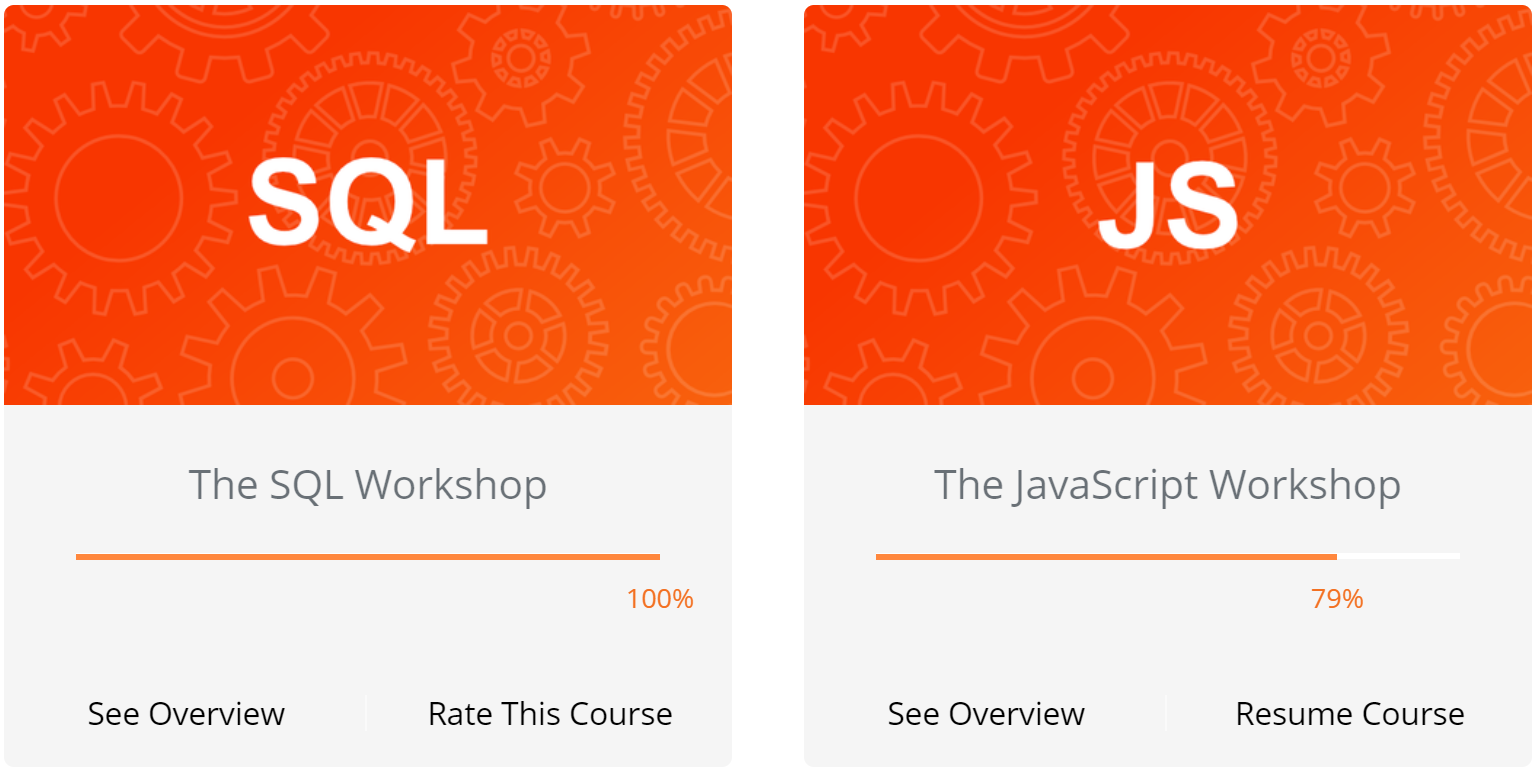 SQL
The SQL Workshop
100%
See Overview
Rate This Course
JS
The JavaScript Workshop
79%
See Overview
Resume Course